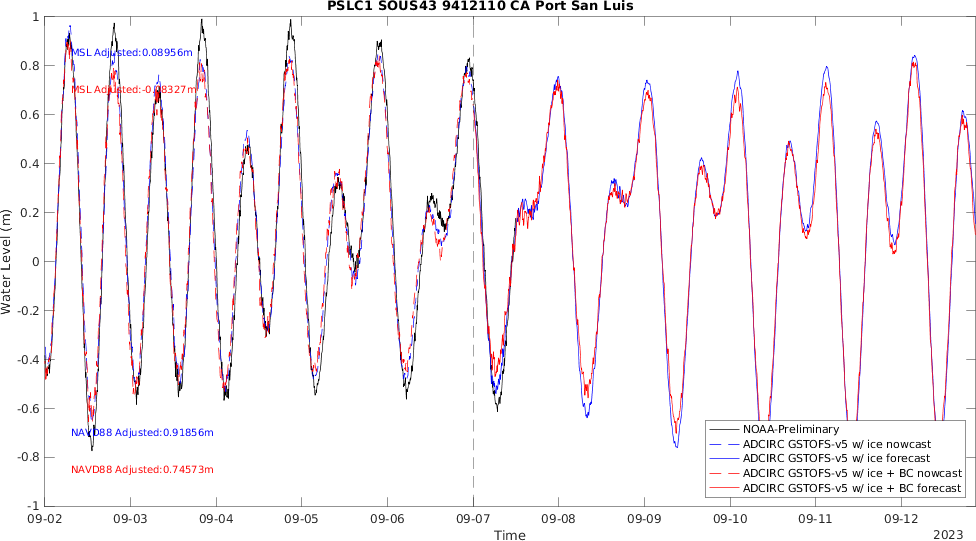 PSLC1 SOUS43 9412110 CA Port San Luis
1
0.8
0.6
0.4
0.2
0
-0.2
-0.4
-0.6
-0.8
-1
Water Level (m)
MSL Adjusted:0.08956m
MSL Adjusted:-0.08327m
NAVD88 Adjusted:0.91856m
NAVD88 Adjusted:0.74573m
NOAA-Preliminary
ADCIRC GSTOFS-v5 w/ ice nowcast
ADCIRC GSTOFS-v5 w/ ice forecast
ADCIRC GSTOFS-v5 w/ ice + BC nowcast
ADCIRC GSTOFS-v5 w/ ice + BC forecast
09-02 09-03 09-04 09-05 09-06 09-07 09-08 09-09 09-10 09-11 09-12
Time
2023